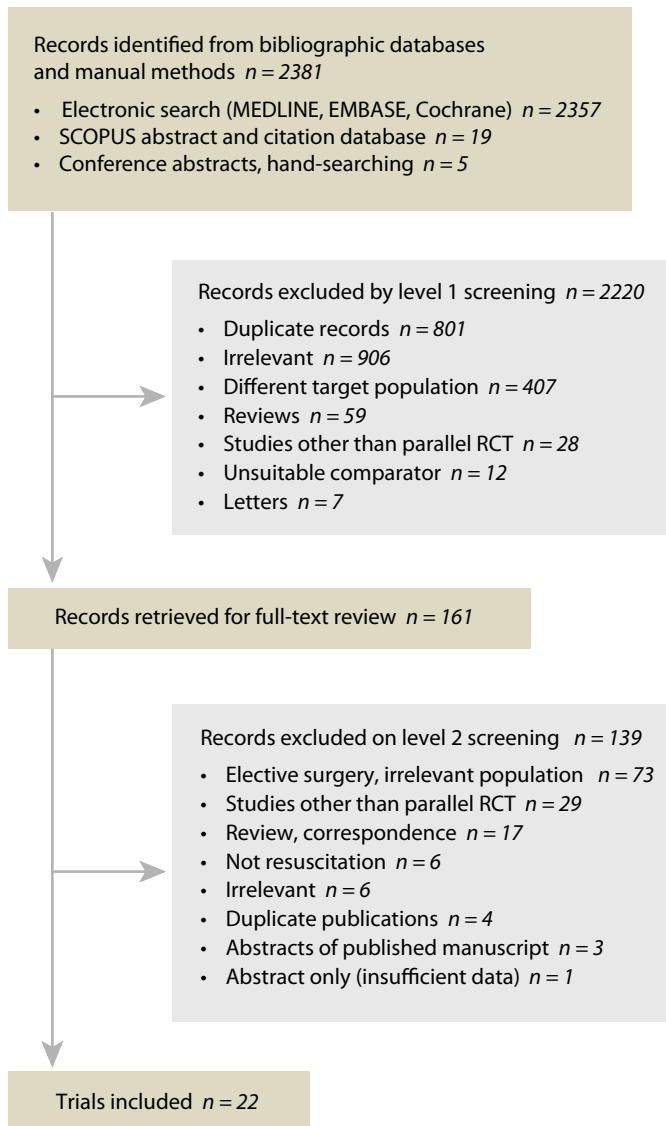 Records identified from bibliographic databases
and manual methods n = 2381
• Electronic search (MEDLINE, EMBASE, Cochrane) n = 2357
• SCOPUS abstract and citation database n = 19
• Conference abstracts, hand-searching n = 5
Records excluded by level 1 screening n = 2220
• Duplicate records n = 801
• Irrelevant n = 906
• Different target population n = 407
• Reviews n = 59
• Studies other than parallel RCT n = 28
• Unsuitable comparator n = 12
• Letters n = 7
Records retrieved for full-text review n = 161
Records excluded on level 2 screening n = 139
• Elective surgery, irrelevant population n = 73
• Studies other than parallel RCT n = 29
• Review, correspondence n = 17
• Not resuscitation n = 6
• Irrelevant n = 6
• Duplicate publications n = 4
• Abstracts of published manuscript n = 3
• Abstract only (insufficient data) n = 1
Trials included n = 22